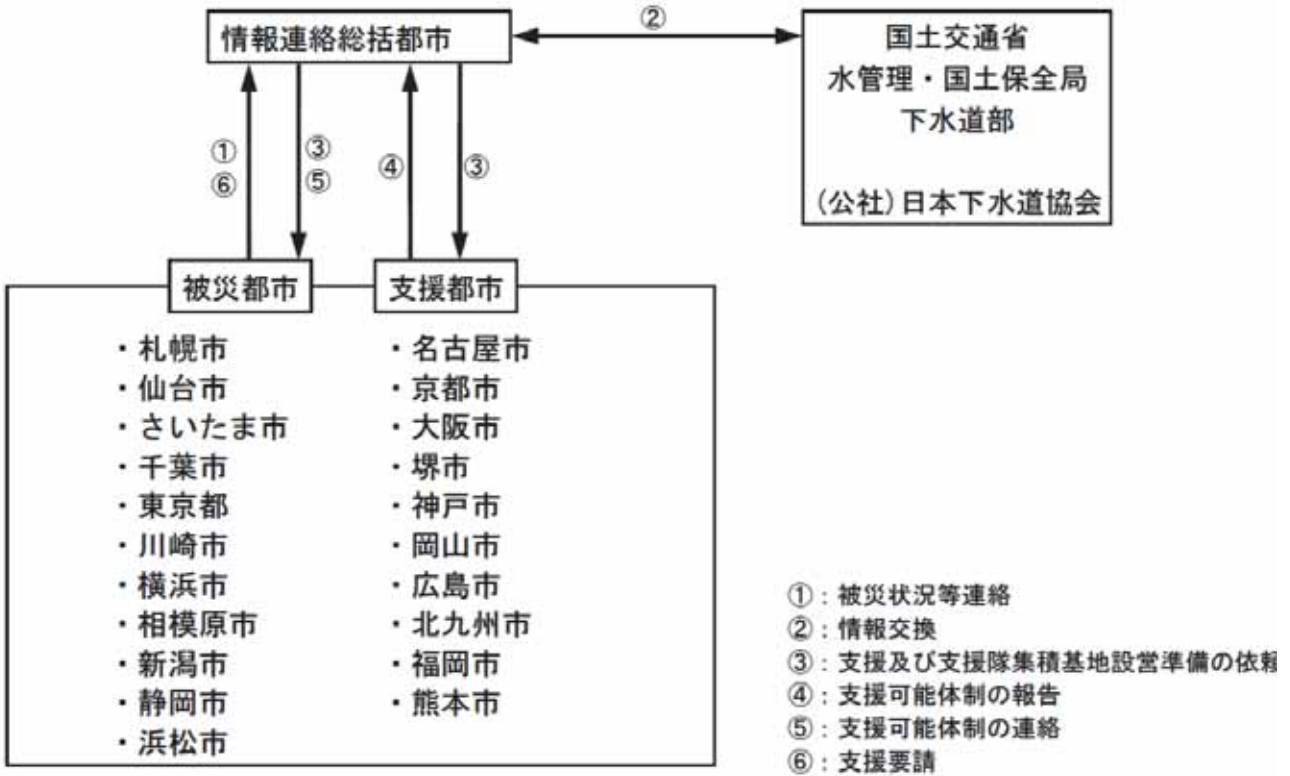 情報連絡総括都市
②
国土交通省
水管理・国土保全局
下水道部
(公社)日本下水道協会
①
⑥
③
⑤
④
③
被災都市
支援都市
・札幌市
・仙台市
・さいたま市
・千葉市
・東京都
・川崎市
・横浜市
・相模原市
・新潟市
・静岡市
・浜松市
・名古屋市
・京都市
・大阪市
・堺市
・神戸市
・岡山市
・広島市
・北九州市
・福岡市
・熊本市
①:被災状況等連絡
②:情報交換
③:支援及び支援隊集積基地設営準備の依頼
④:支援可能体制の報告
⑤:支援可能体制の連絡
⑥:支援要請